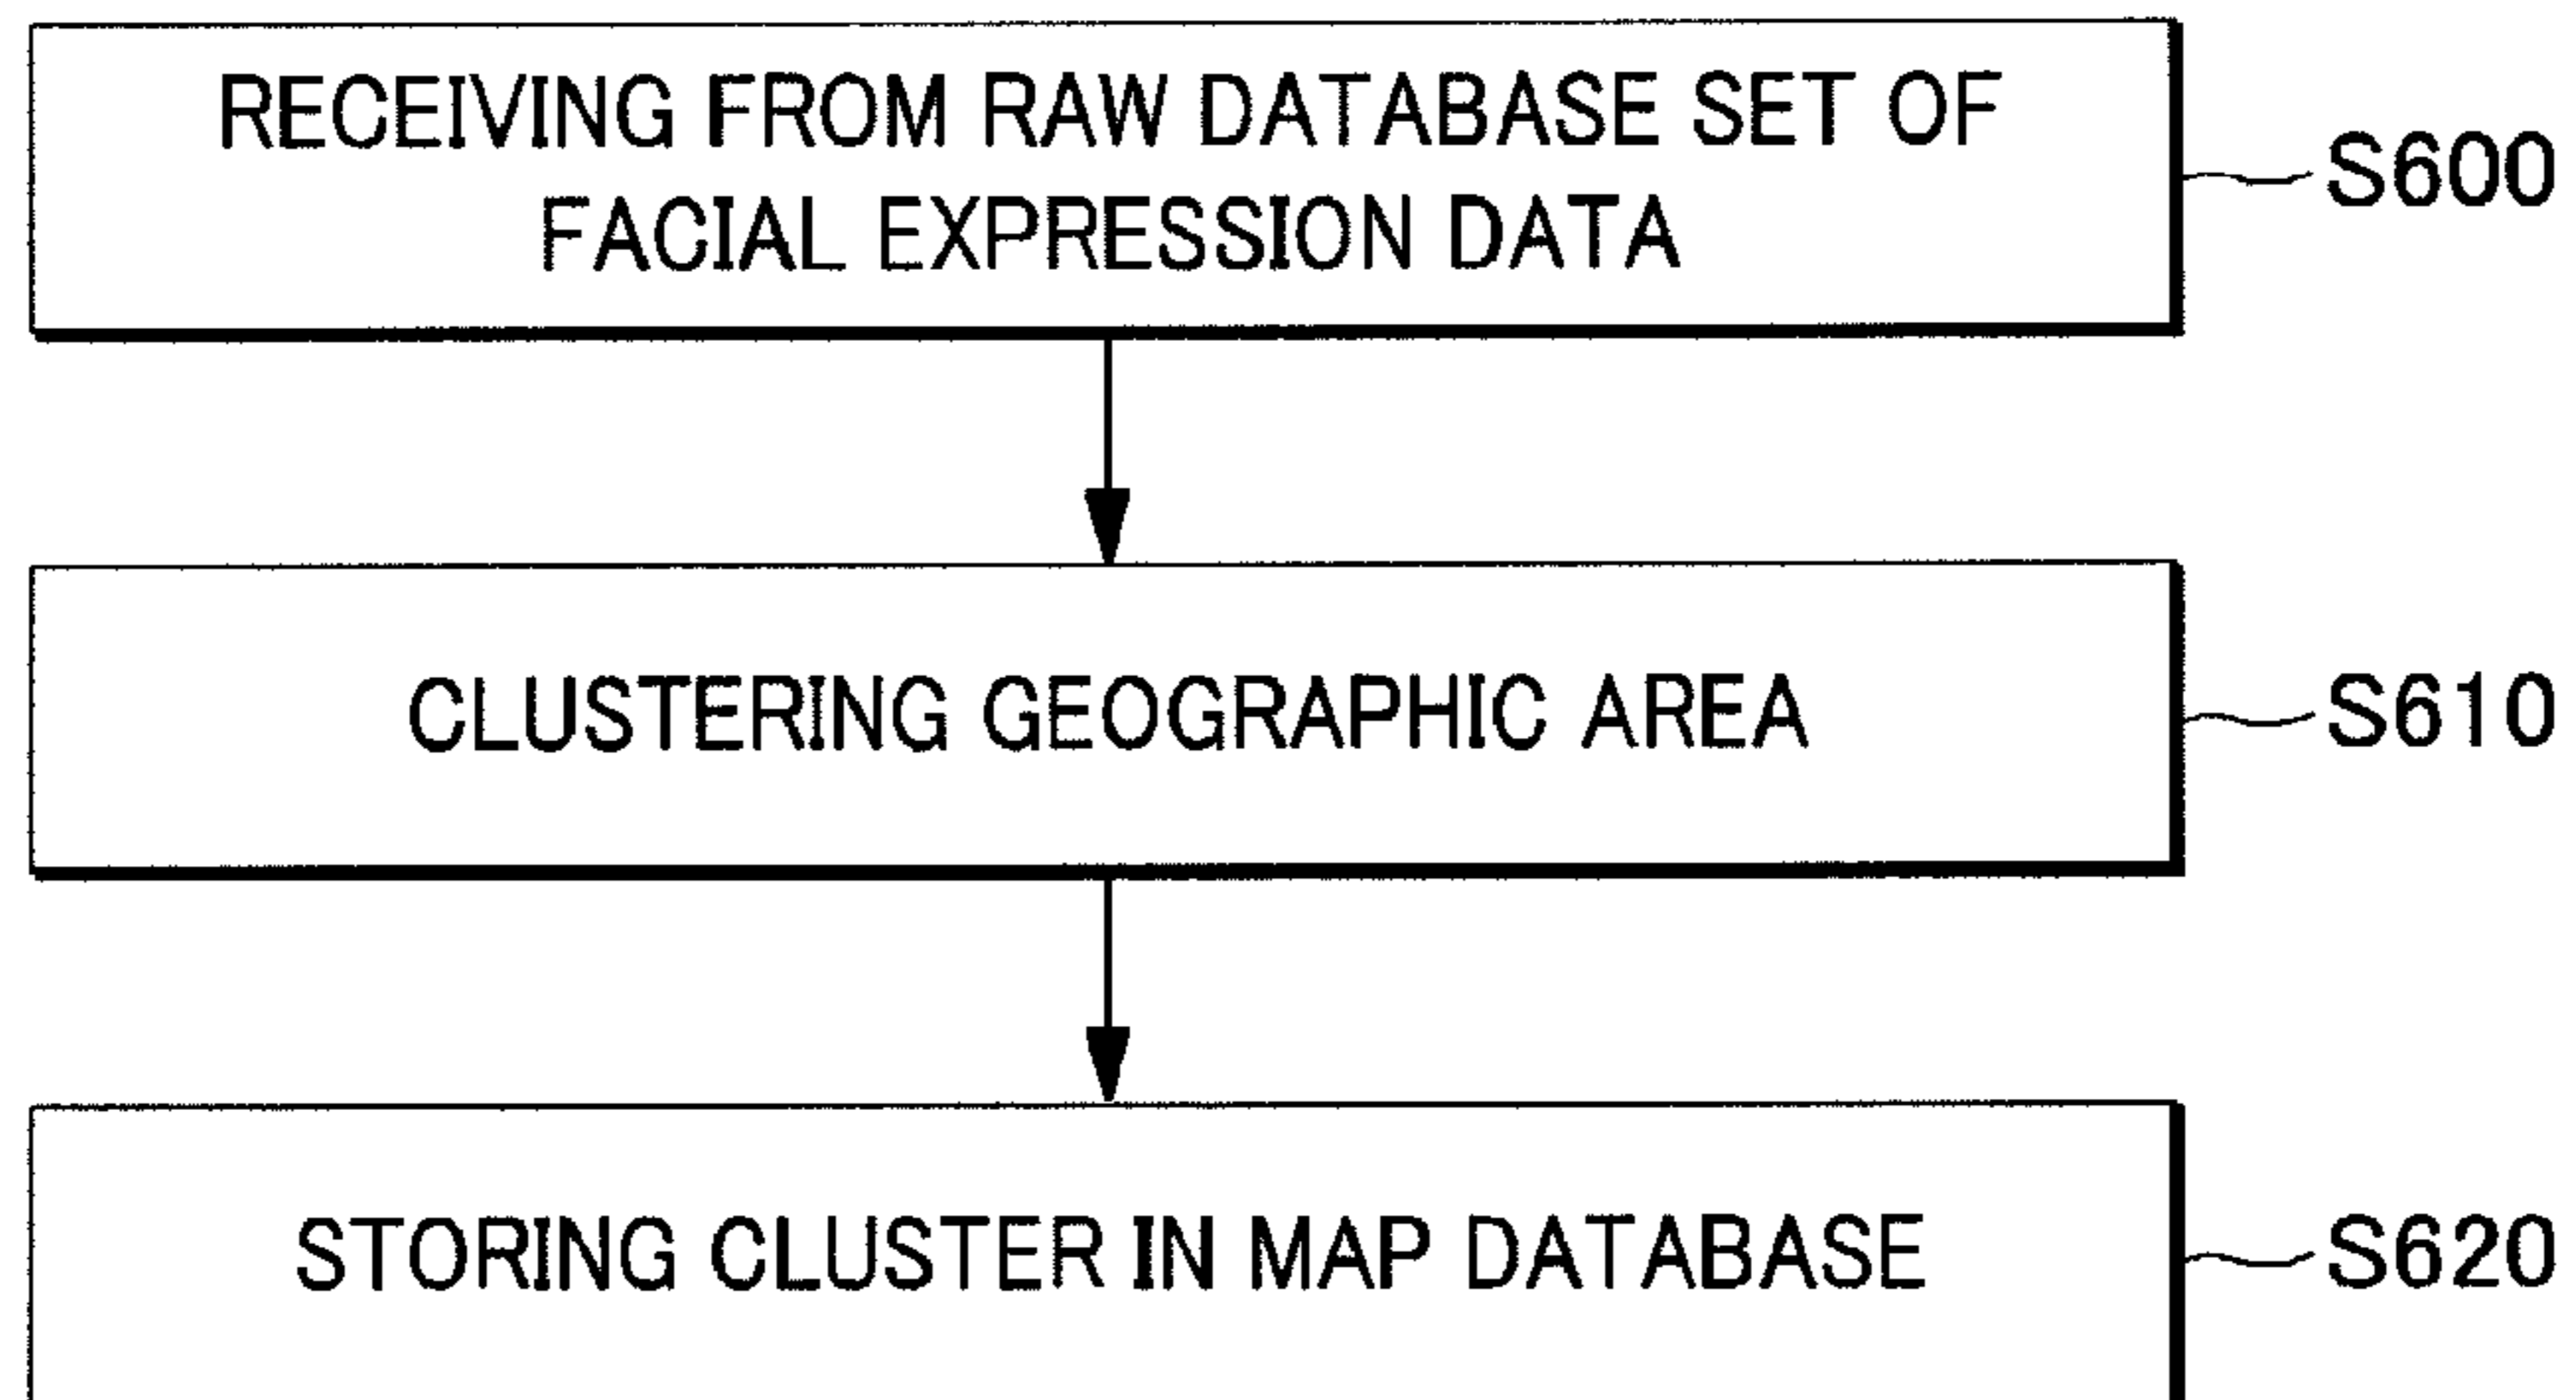 RECEIVING FROM RAW DATABASE SET OF
FACIAL EXPRESSION DATA
S600
CLUSTERING GEOGRAPHIC AREA
S610
STORING CLUSTER IN MAP DATABASE
S620